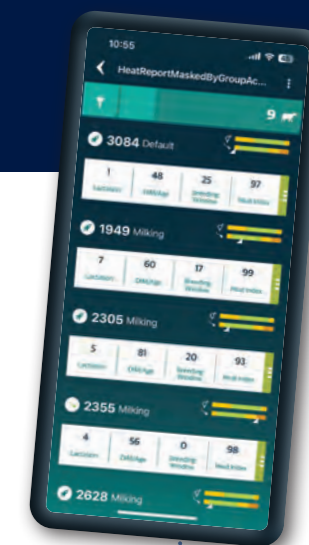 10:55
HeatReportMaskedByGroupAc...
9
3084 Default
1 48 25 97
Lactation DIM/Age Breeding Window Heat Index
1949 Milking
7 60 17 99
Lactation DIM/Age Breeding Window Heat Index
2305 Milking
5 81 20 93
Lactation DIM/Age Breeding Window Heat Index
2355 Milking
4 56 0 98
Lactation DIM/Age Breeding Window Heat Index
2628 Milking